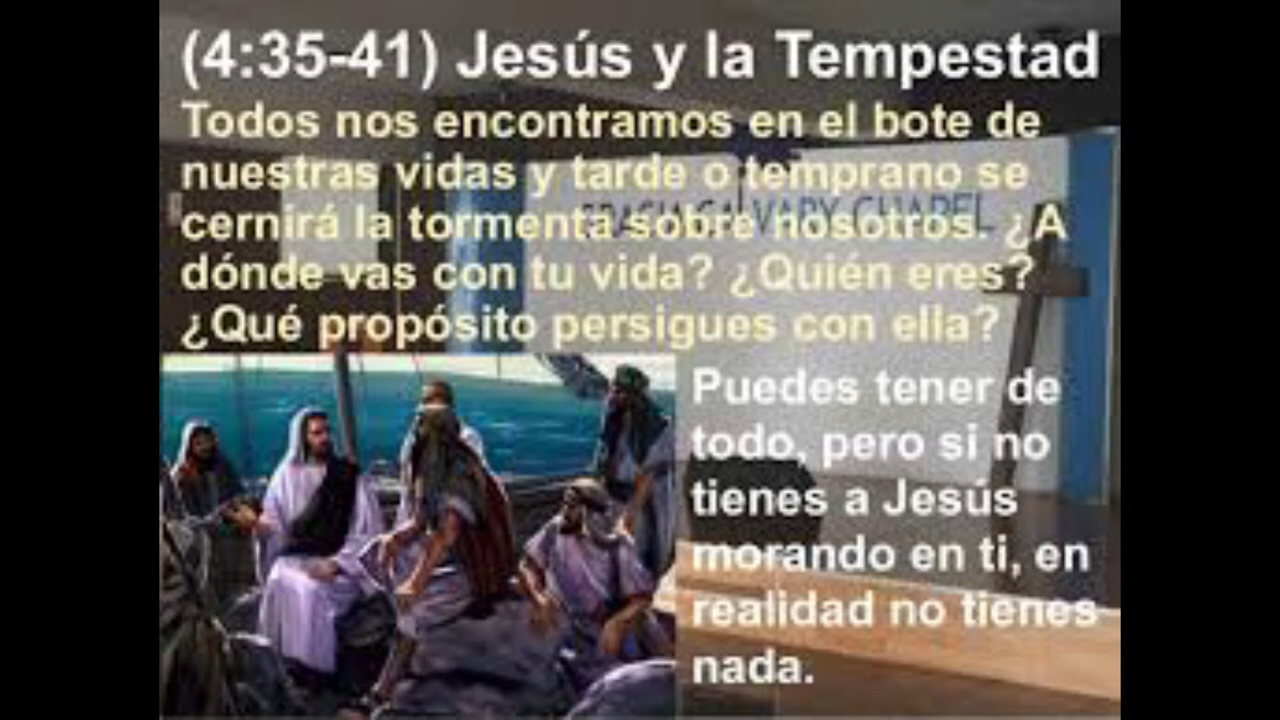 (4:35-41) Jesús y la Tempestad
Todos nos encontramos en el bote de
nuestras vidas y tarde o temprano se
cernirá la tormenta sobre nosotros. ¿A
dónde vas con tu vida? ¿Quién eres?
¿Qué propósito persigues con ella?
Puedes tener de
todo, pero si no
tienes a Jesús
morando en ti, en
realidad no tienes
nada.
CALVARY CHAPEL